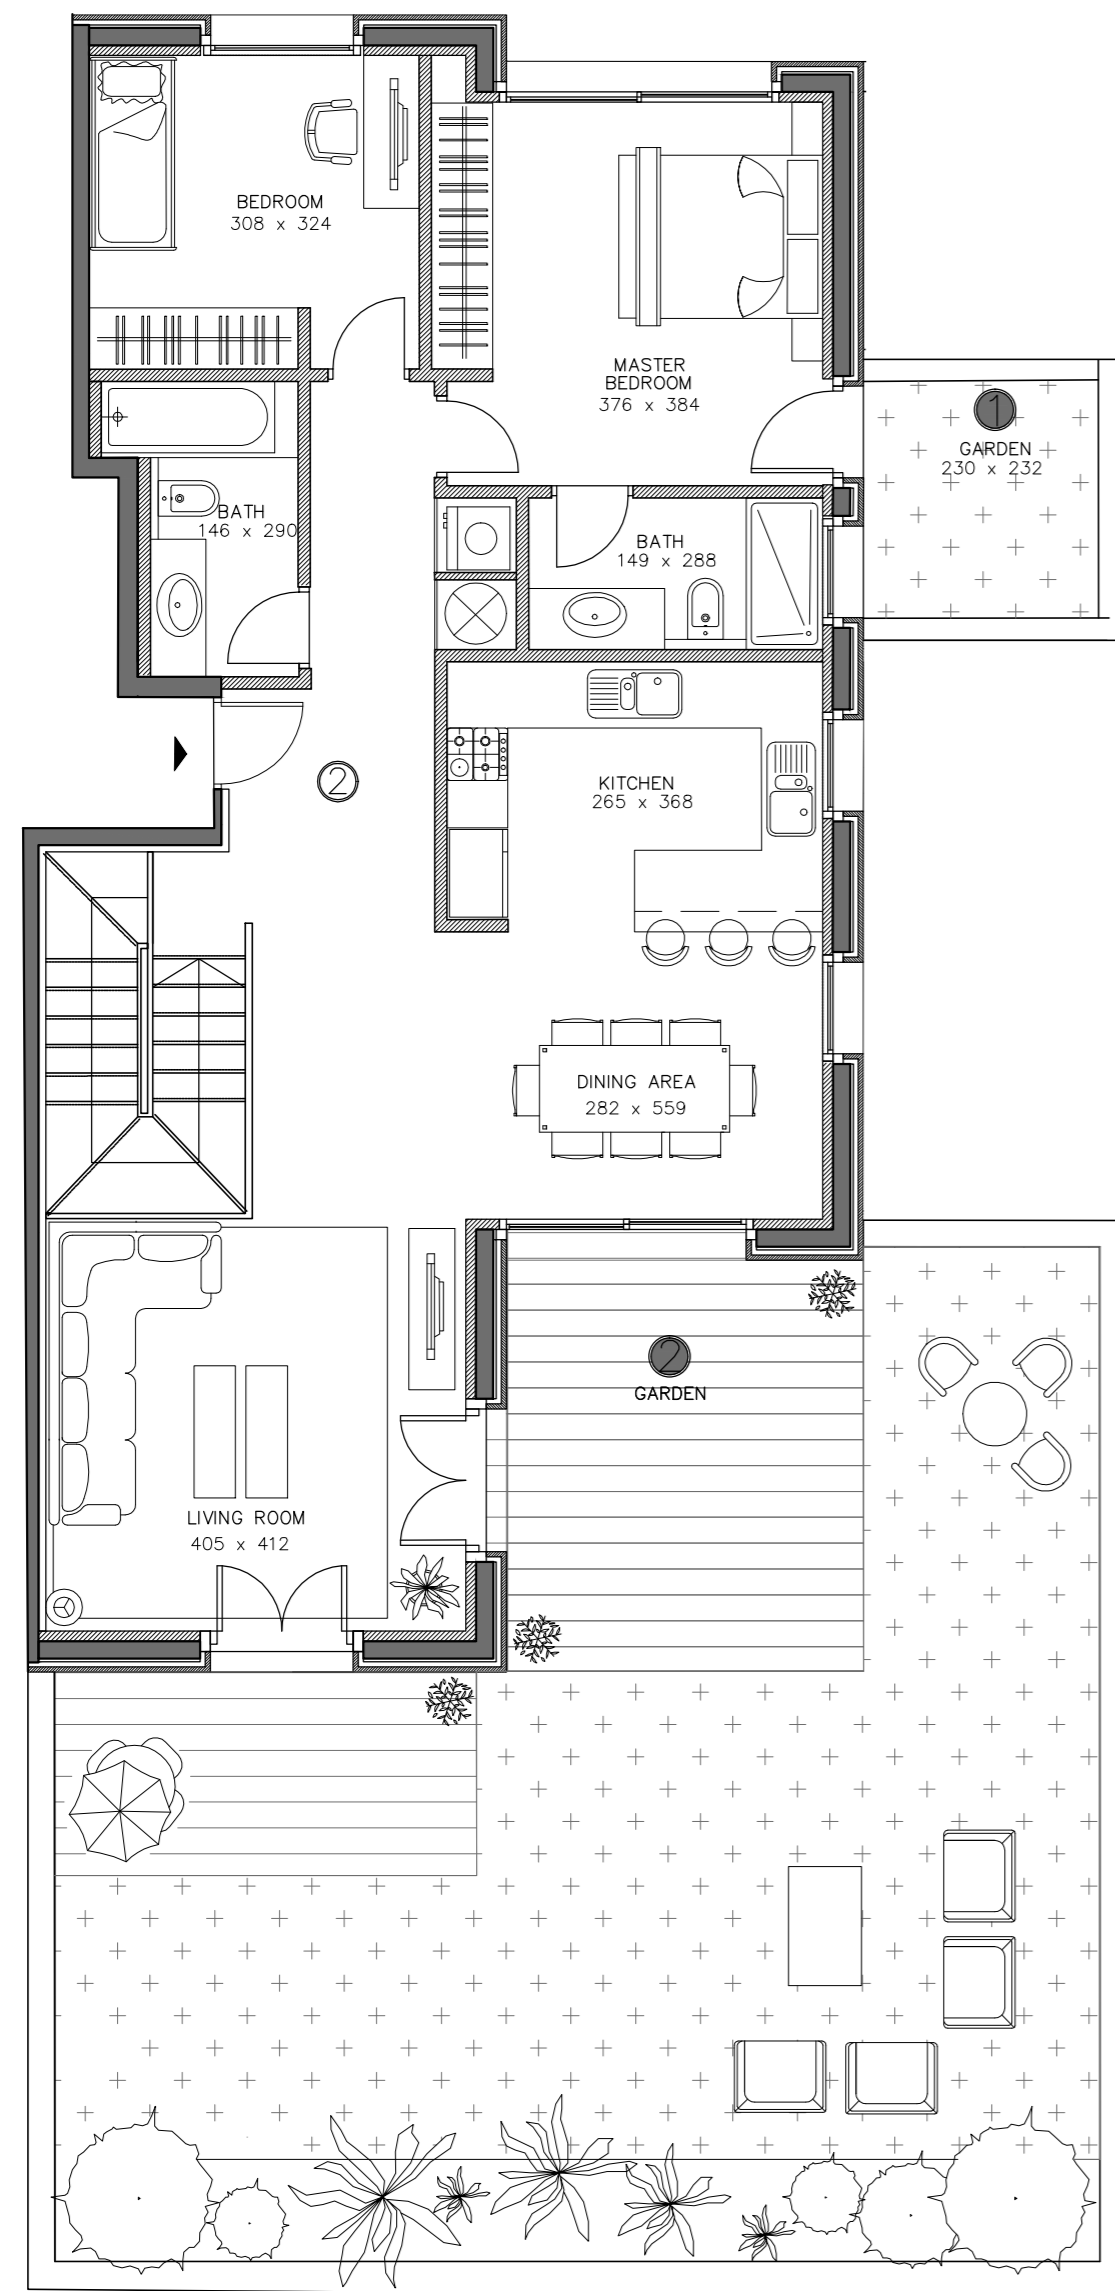 BEDROOM
308 x 324
MASTER
BEDROOM
376 x 384
1
GARDEN
230 x 232
BATH
146 x 290
BATH
149 x 288
2
KITCHEN
265 x 368
DINING AREA
282 x 559
2
GARDEN
LIVING ROOM
405 x 412